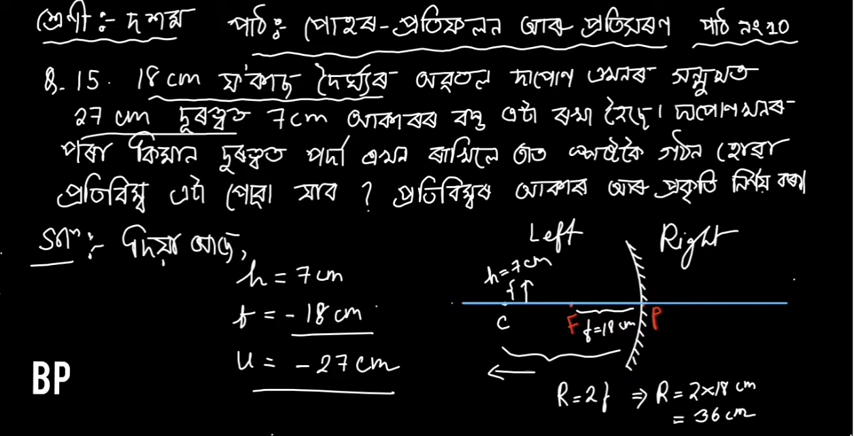 শ্ৰেণী :- দশম পাঠ :- পোহৰ-প্ৰতিফলন আৰু প্ৰতিসৰণ পাঠ নং 10
Q. 15. 18 cm ফ'কাছ দৈৰ্ঘ্যৰ অৱতল দাপোণ এখনৰ সন্মুখত
27 cm দূৰত্বত 7cm আকাৰৰ বস্তু এটা ৰখা হৈছে। দাপোণখনৰ-
পৰা কিমান দূৰত্বত পৰ্দা এখন ৰাখিলে তাত স্পষ্টকৈ গঠন হোৱা
প্ৰতিবিম্ব এটা পোৱা যাব ? প্ৰতিবিম্বৰ আকাৰ আৰু প্ৰকৃতি নিৰ্ণয় কৰা।
:- দিয়া আছে,
Left Right
h = 7cm
h = 7cm
f = - 18 cm
C F f=18 cm P
u = - 27 cm
BP
R = 2f ⇒ R = 2×18 cm
= 36 cm